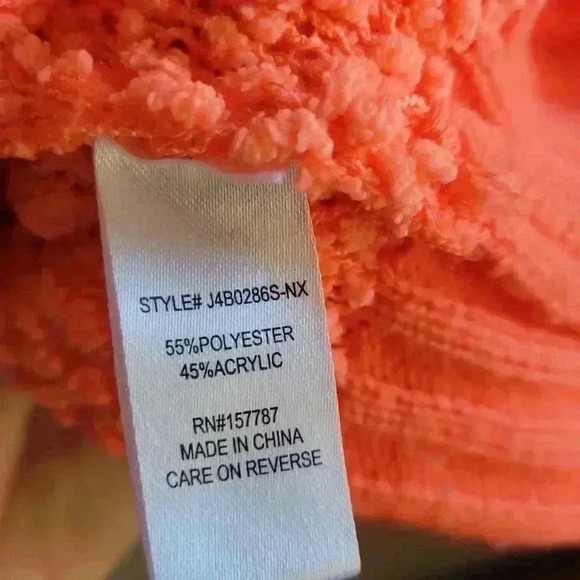 STYLE# J4B0286S-NX
55%POLYESTER
45%ACRYLIC
RN#157787
MADE IN CHINA
CARE ON REVERSE